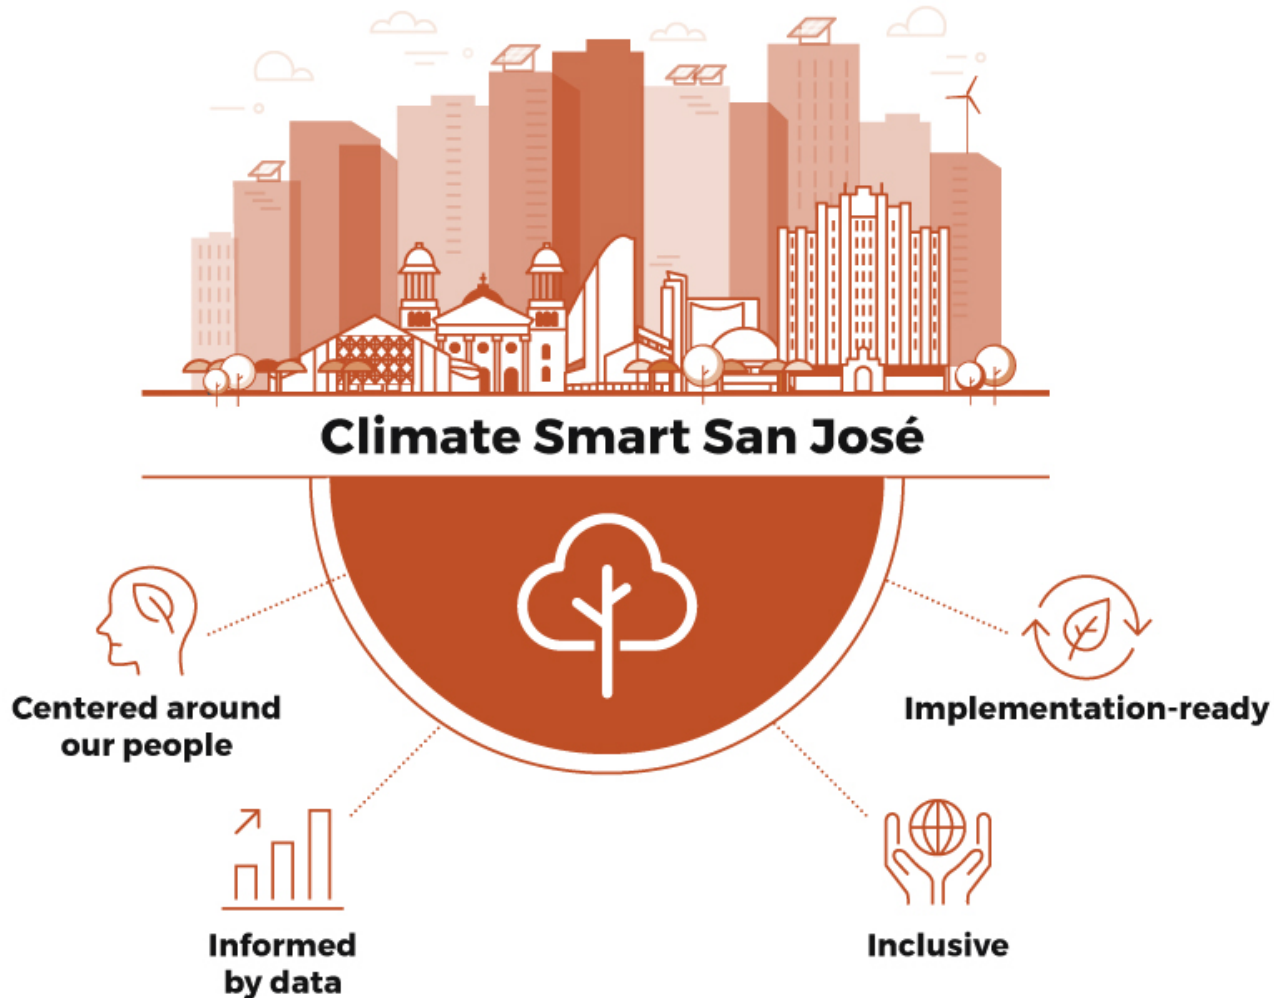 Climate Smart San José
Centered around
our people
Implementation-ready
Informed
by data
Inclusive